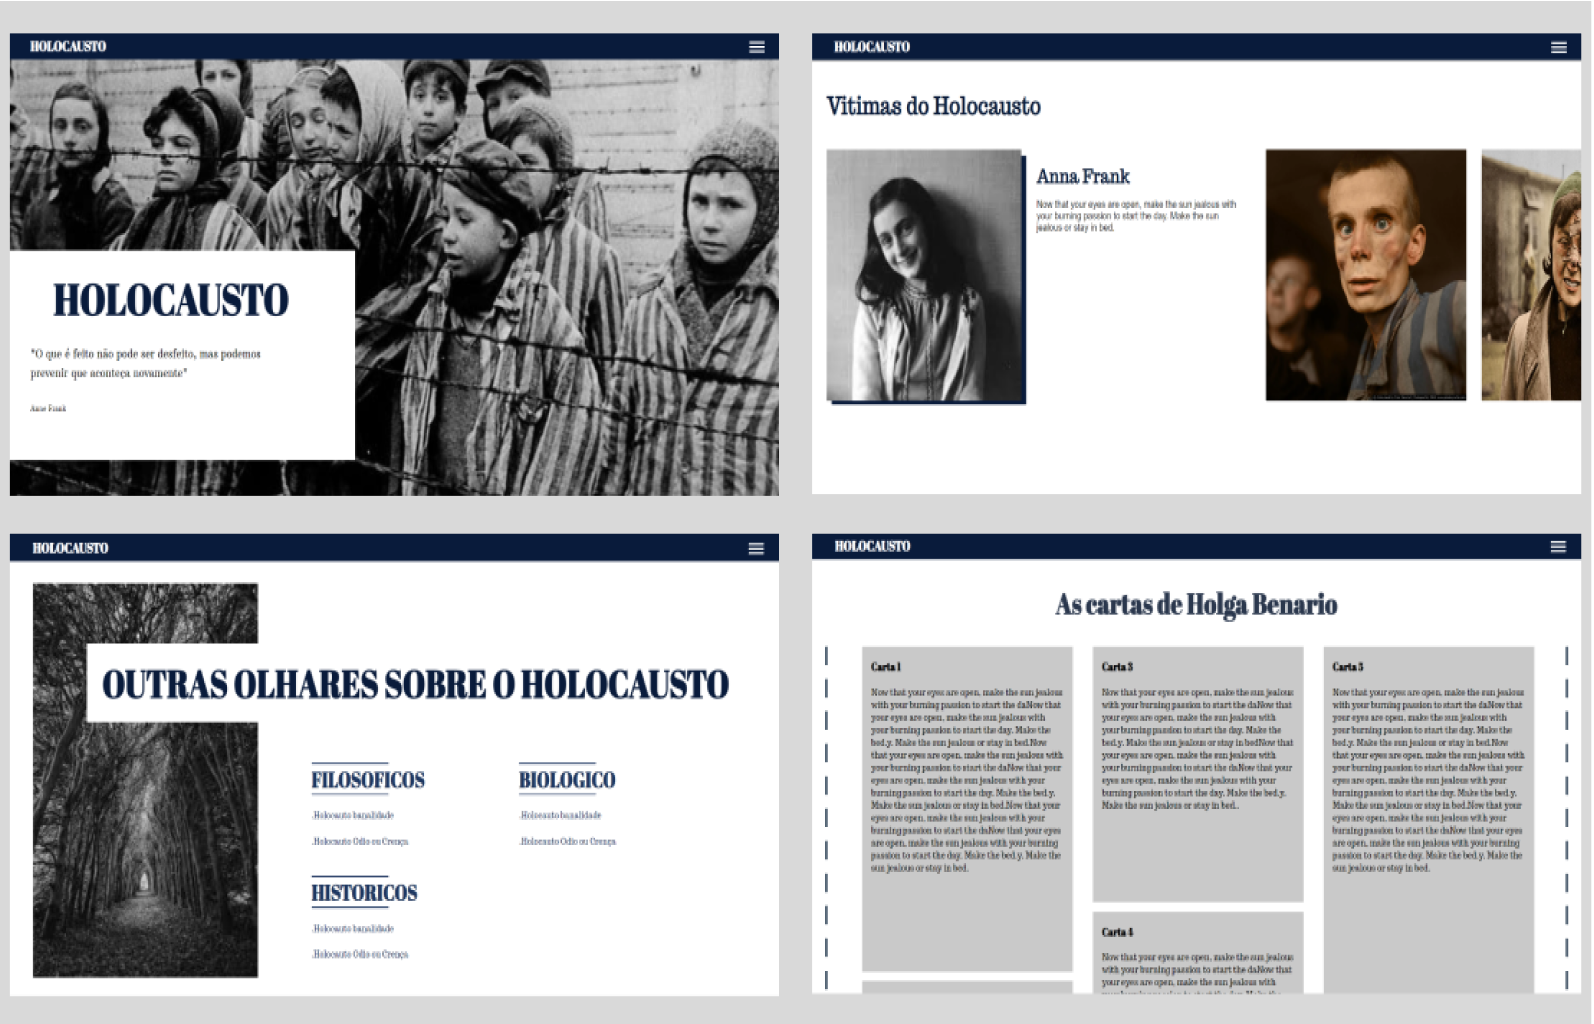 HOLOCAUSTO
HOLOCAUSTO
"O que é feito não pode ser desfeito, mas podemos
prevenir que aconteça novamente"
Anne Frank
HOLOCAUSTO
Vitimas do Holocausto
Anna Frank
Now that your eyes are open, make the sun jealous with
your burning passion to start the day. Make the sun
jealous or stay in bed.
HOLOCAUSTO
OUTRAS OLHARES SOBRE O HOLOCAUSTO
FILOSOFICOS
.Holocauto banalidade
.Holocauto Odio ou Crença
BIOLOGICO
.Holocauto banalidade
.Holocauto Odio ou Crença
HISTORICOS
.Holocauto banalidade
.Holocauto Odio ou Crença
HOLOCAUSTO
As cartas de Holga Benario
Carta 1
Now that your eyes are open, make the sun jealous
with your burning passion to start the daNow that
your eyes are open, make the sun jealous with
your burning passion to start the day. Make the
bed.y. Make the sun jealous or stay in bed.Now
that your eyes are open, make the sun jealous with
your burning passion to start the daNow that your
eyes are open, make the sun jealous with your
burning passion to start the day. Make the bed.y.
Make the sun jealous or stay in bed.Now that your
eyes are open, make the sun jealous with your
burning passion to start the daNow that your eyes
are open, make the sun jealous with your burning
passion to start the day. Make the bed.y. Make the
sun jealous or stay in bed.
Carta 3
Now that your eyes are open, make the sun jealous
with your burning passion to start the daNow that
your eyes are open, make the sun jealous with
your burning passion to start the day. Make the
bed.y. Make the sun jealous or stay in bedNow that
your eyes are open, make the sun jealous with
your burning passion to start the daNow that your
eyes are open, make the sun jealous with your
burning passion to start the day. Make the bed.y.
Make the sun jealous or stay in bed..
Carta 4
Now that your eyes are open, make the sun jealous
with your burning passion to start the daNow that
your eyes are open, make the sun jealous with
Carta 5
Now that your eyes are open, make the sun jealous
with your burning passion to start the daNow that
your eyes are open, make the sun jealous with
your burning passion to start the day. Make the
bed.y. Make the sun jealous or stay in bed.Now
that your eyes are open, make the sun jealous with
your burning passion to start the daNow that your
eyes are open, make the sun jealous with your
burning passion to start the day. Make the bed.y.
Make the sun jealous or stay in bed.Now that your
eyes are open, make the sun jealous with your
burning passion to start the daNow that your eyes
are open, make the sun jealous with your burning
passion to start the day. Make the bed.y. Make the
sun jealous or stay in bed.